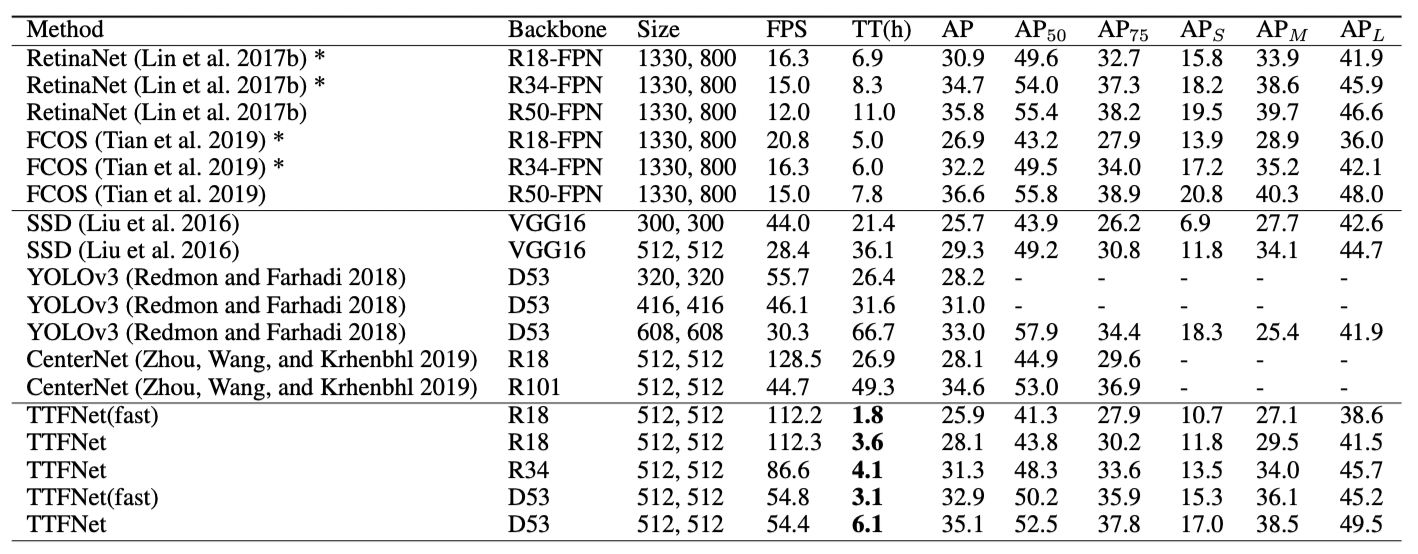 Method Backbone Size FPS TT(h) AP AP50 AP75 APS APM APL
RetinaNet (Lin et al. 2017b) * R18-FPN 1330, 800 16.3 6.9 30.9 49.6 32.7 15.8 33.9 41.9
RetinaNet (Lin et al. 2017b) * R34-FPN 1330, 800 15.0 8.3 34.7 54.0 37.3 18.2 38.6 45.9
RetinaNet (Lin et al. 2017b) R50-FPN 1330, 800 12.0 11.0 35.8 55.4 38.2 19.5 39.7 46.6
FCOS (Tian et al. 2019) * R18-FPN 1330, 800 20.8 5.0 26.9 43.2 27.9 13.9 28.9 36.0
FCOS (Tian et al. 2019) * R34-FPN 1330, 800 16.3 6.0 32.2 49.5 34.0 17.2 35.2 42.1
FCOS (Tian et al. 2019) R50-FPN 1330, 800 15.0 7.8 36.6 55.8 38.9 20.8 40.3 48.0
SSD (Liu et al. 2016) VGG16 300, 300 44.0 21.4 25.7 43.9 26.2 6.9 27.7 42.6
SSD (Liu et al. 2016) VGG16 512, 512 28.4 36.1 29.3 49.2 30.8 11.8 34.1 44.7
YOLOv3 (Redmon and Farhadi 2018) D53 320, 320 55.7 26.4 28.2 - - - - -
YOLOv3 (Redmon and Farhadi 2018) D53 416, 416 46.1 31.6 31.0 - - - - -
YOLOv3 (Redmon and Farhadi 2018) D53 608, 608 30.3 66.7 33.0 57.9 34.4 18.3 25.4 41.9
CenterNet (Zhou, Wang, and Krhenbhl 2019) R18 512, 512 128.5 26.9 28.1 44.9 29.6 - - -
CenterNet (Zhou, Wang, and Krhenbhl 2019) R101 512, 512 44.7 49.3 34.6 53.0 36.9 - - -
TTFNet(fast) R18 512, 512 112.2 1.8 25.9 41.3 27.9 10.7 27.1 38.6
TTFNet R18 512, 512 112.3 3.6 28.1 43.8 30.2 11.8 29.5 41.5
TTFNet R34 512, 512 86.6 4.1 31.3 48.3 33.6 13.5 34.0 45.7
TTFNet(fast) D53 512, 512 54.8 3.1 32.9 50.2 35.9 15.3 36.1 45.2
TTFNet D53 512, 512 54.4 6.1 35.1 52.5 37.8 17.0 38.5 49.5